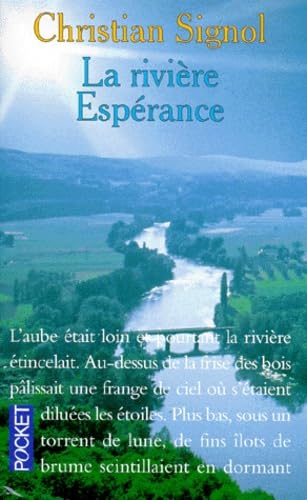 Christian Signol
La rivière
Espérance
L'aube était loin et pourtant la rivière
étincelait. Au-dessus de la frise des bois
pâlissait une frange de ciel où s'étaient
diluées les étoiles. Plus bas, sous un
torrent de lune, de fins îlots de
brume scintillaient en dormant
POCKET